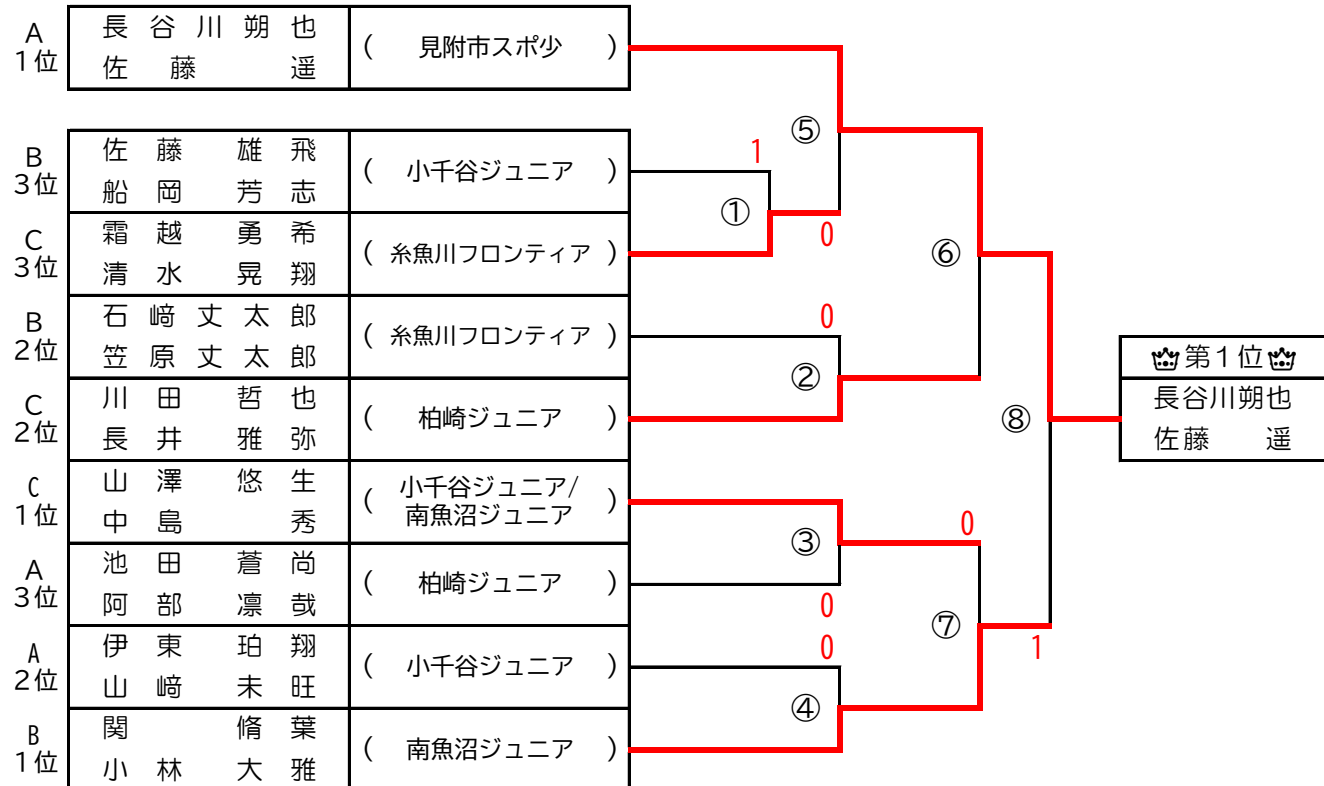 A
1位
長谷川朔也
佐藤 遥
( 見附市スポ少 )
B
3位
佐藤 雄飛
船岡 芳志
( 小千谷ジュニア )
C
3位
霜越 勇希
清水 晃翔
( 糸魚川フロンティア )
B
2位
石﨑丈太郎
笠原丈太郎
( 糸魚川フロンティア )
C
2位
川田 哲也
長井 雅弥
( 柏崎ジュニア )
C
1位
山澤 悠生
中島 秀
( 小千谷ジュニア/
南魚沼ジュニア )
A
3位
池田 蒼尚
阿部 凛哉
( 柏崎ジュニア )
A
2位
伊東 珀翔
山﨑 未旺
( 小千谷ジュニア )
B
1位
関 脩葉
小林 大雅
( 南魚沼ジュニア )
⑤
1
①
0
⑥
0
②
⑧
0
③
0
⑦
0
1
④
第1位
長谷川朔也
佐藤 遥